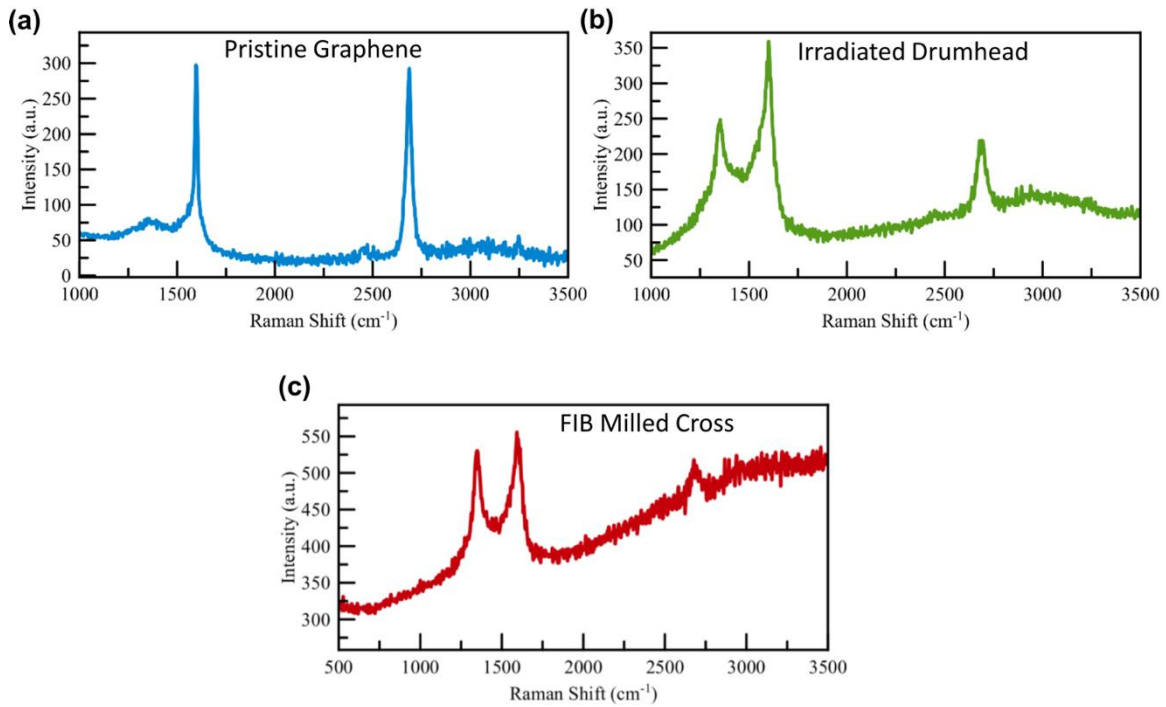 (a)
Pristine Graphene
300
250
200
150
100
50
0
Intensity (a.u.)
1000 1500 2000 2500 3000 3500
Raman Shift (cm⁻¹)
(b)
Irradiated Drumhead
350
300
250
200
150
100
50
Intensity (a.u.)
1000 1500 2000 2500 3000 3500
Raman Shift (cm⁻¹)
(c)
FIB Milled Cross
550
500
450
400
350
300
Intensity (a.u.)
500 1000 1500 2000 2500 3000 3500
Raman Shift (cm⁻¹)